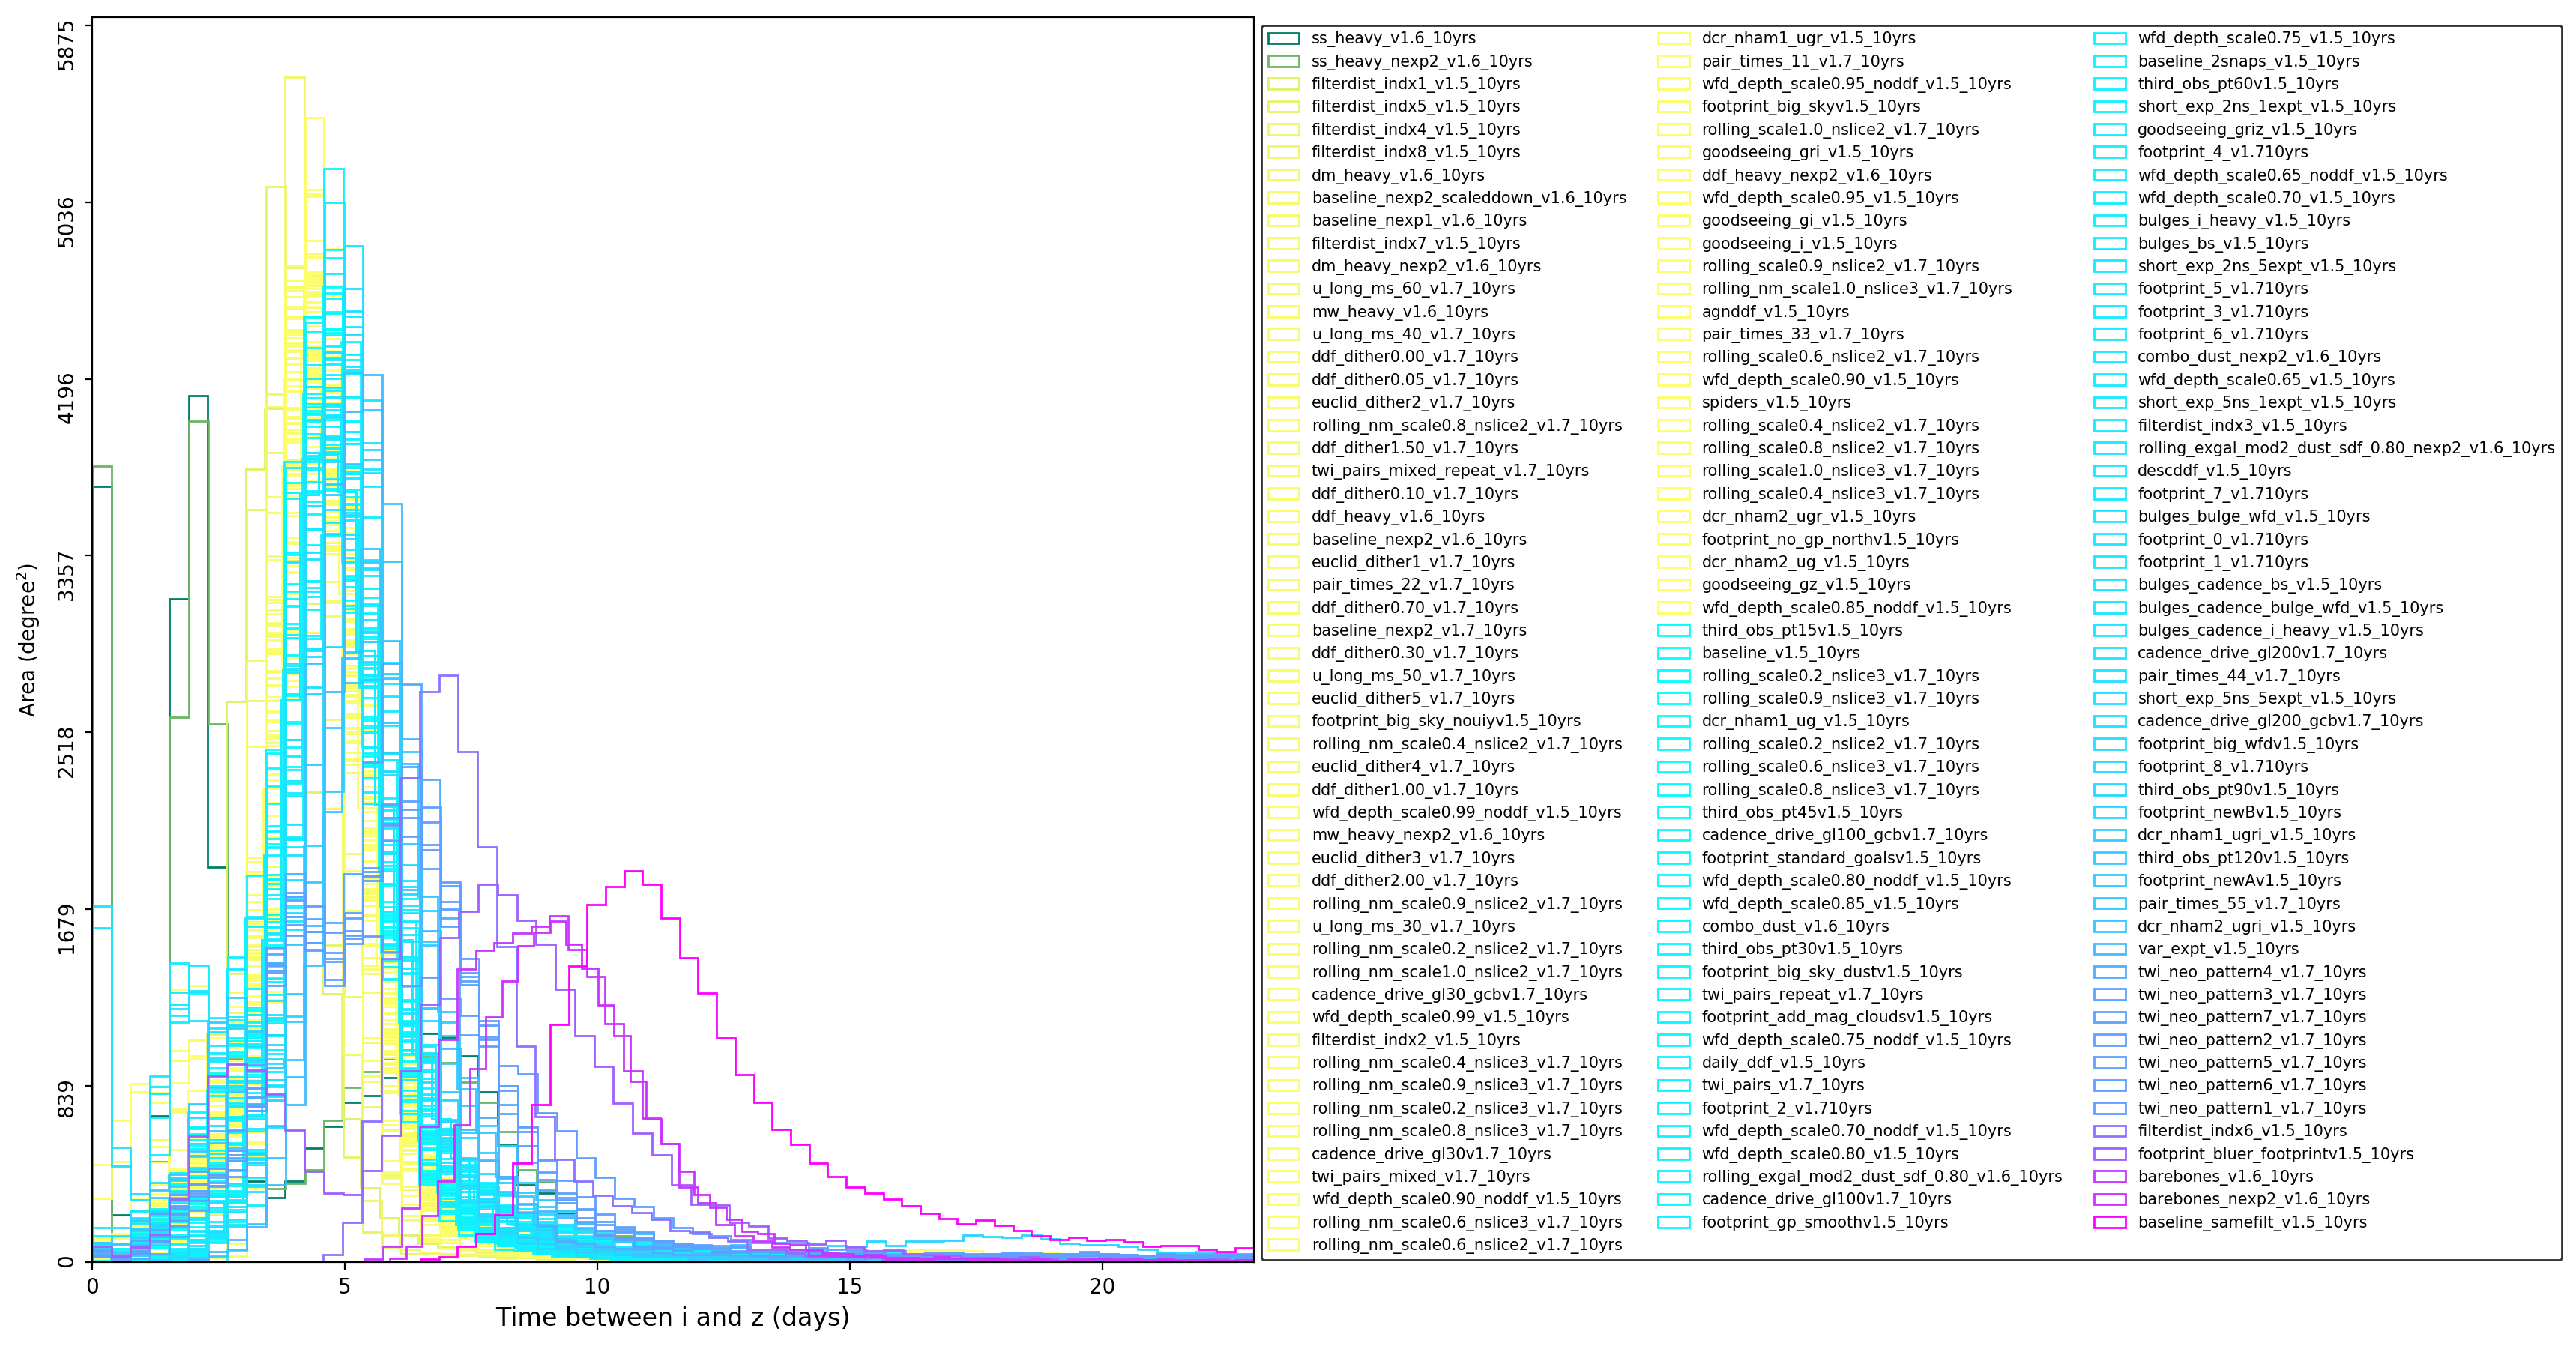 5875
5036
4196
3357
2518
1679
839
0
Area (degree²)
0 5 10 15 20
Time between i and z (days)
ss_heavy_v1.6_10yrs
ss_heavy_nexp2_v1.6_10yrs
filterdist_indx1_v1.5_10yrs
filterdist_indx5_v1.5_10yrs
filterdist_indx4_v1.5_10yrs
filterdist_indx8_v1.5_10yrs
dm_heavy_v1.6_10yrs
baseline_nexp2_scaleddown_v1.6_10yrs
baseline_nexp1_v1.6_10yrs
filterdist_indx7_v1.5_10yrs
dm_heavy_nexp2_v1.6_10yrs
u_long_ms_60_v1.7_10yrs
mw_heavy_v1.6_10yrs
u_long_ms_40_v1.7_10yrs
ddf_dither0.00_v1.7_10yrs
ddf_dither0.05_v1.7_10yrs
euclid_dither2_v1.7_10yrs
rolling_nm_scale0.8_nslice2_v1.7_10yrs
ddf_dither1.50_v1.7_10yrs
twi_pairs_mixed_repeat_v1.7_10yrs
ddf_dither0.10_v1.7_10yrs
ddf_heavy_v1.6_10yrs
baseline_nexp2_v1.6_10yrs
euclid_dither1_v1.7_10yrs
pair_times_22_v1.7_10yrs
ddf_dither0.70_v1.7_10yrs
baseline_nexp2_v1.7_10yrs
ddf_dither0.30_v1.7_10yrs
u_long_ms_50_v1.7_10yrs
euclid_dither5_v1.7_10yrs
footprint_big_sky_nouiyv1.5_10yrs
rolling_nm_scale0.4_nslice2_v1.7_10yrs
euclid_dither4_v1.7_10yrs
ddf_dither1.00_v1.7_10yrs
wfd_depth_scale0.99_noddf_v1.5_10yrs
mw_heavy_nexp2_v1.6_10yrs
euclid_dither3_v1.7_10yrs
ddf_dither2.00_v1.7_10yrs
rolling_nm_scale0.9_nslice2_v1.7_10yrs
u_long_ms_30_v1.7_10yrs
rolling_nm_scale0.2_nslice2_v1.7_10yrs
rolling_nm_scale1.0_nslice2_v1.7_10yrs
cadence_drive_gl30_gcbv1.7_10yrs
wfd_depth_scale0.99_v1.5_10yrs
filterdist_indx2_v1.5_10yrs
rolling_nm_scale0.4_nslice3_v1.7_10yrs
rolling_nm_scale0.9_nslice3_v1.7_10yrs
rolling_nm_scale0.2_nslice3_v1.7_10yrs
rolling_nm_scale0.8_nslice3_v1.7_10yrs
cadence_drive_gl30v1.7_10yrs
twi_pairs_mixed_v1.7_10yrs
wfd_depth_scale0.90_noddf_v1.5_10yrs
rolling_nm_scale0.6_nslice3_v1.7_10yrs
rolling_nm_scale0.6_nslice2_v1.7_10yrs
dcr_nham1_ugr_v1.5_10yrs
pair_times_11_v1.7_10yrs
wfd_depth_scale0.95_noddf_v1.5_10yrs
footprint_big_skyv1.5_10yrs
rolling_scale1.0_nslice2_v1.7_10yrs
goodseeing_gri_v1.5_10yrs
ddf_heavy_nexp2_v1.6_10yrs
wfd_depth_scale0.95_v1.5_10yrs
goodseeing_gi_v1.5_10yrs
goodseeing_i_v1.5_10yrs
rolling_scale0.9_nslice2_v1.7_10yrs
rolling_nm_scale1.0_nslice3_v1.7_10yrs
agnddf_v1.5_10yrs
pair_times_33_v1.7_10yrs
rolling_scale0.6_nslice2_v1.7_10yrs
wfd_depth_scale0.90_v1.5_10yrs
spiders_v1.5_10yrs
rolling_scale0.4_nslice2_v1.7_10yrs
rolling_scale0.8_nslice2_v1.7_10yrs
rolling_scale1.0_nslice3_v1.7_10yrs
rolling_scale0.4_nslice3_v1.7_10yrs
dcr_nham2_ugr_v1.5_10yrs
footprint_no_gp_northv1.5_10yrs
dcr_nham2_ug_v1.5_10yrs
goodseeing_gz_v1.5_10yrs
wfd_depth_scale0.85_noddf_v1.5_10yrs
third_obs_pt15v1.5_10yrs
baseline_v1.5_10yrs
rolling_scale0.2_nslice3_v1.7_10yrs
rolling_scale0.9_nslice3_v1.7_10yrs
dcr_nham1_ug_v1.5_10yrs
rolling_scale0.2_nslice2_v1.7_10yrs
rolling_scale0.6_nslice3_v1.7_10yrs
rolling_scale0.8_nslice3_v1.7_10yrs
third_obs_pt45v1.5_10yrs
cadence_drive_gl100_gcbv1.7_10yrs
footprint_standard_goalsv1.5_10yrs
wfd_depth_scale0.80_noddf_v1.5_10yrs
wfd_depth_scale0.85_v1.5_10yrs
combo_dust_v1.6_10yrs
third_obs_pt30v1.5_10yrs
footprint_big_sky_dustv1.5_10yrs
twi_pairs_repeat_v1.7_10yrs
footprint_add_mag_cloudsv1.5_10yrs
wfd_depth_scale0.75_noddf_v1.5_10yrs
daily_ddf_v1.5_10yrs
twi_pairs_v1.7_10yrs
footprint_2_v1.710yrs
wfd_depth_scale0.70_noddf_v1.5_10yrs
wfd_depth_scale0.80_v1.5_10yrs
rolling_exgal_mod2_dust_sdf_0.80_v1.6_10yrs
cadence_drive_gl100v1.7_10yrs
footprint_gp_smoothv1.5_10yrs
wfd_depth_scale0.75_v1.5_10yrs
baseline_2snaps_v1.5_10yrs
third_obs_pt60v1.5_10yrs
short_exp_2ns_1expt_v1.5_10yrs
goodseeing_griz_v1.5_10yrs
footprint_4_v1.710yrs
wfd_depth_scale0.65_noddf_v1.5_10yrs
wfd_depth_scale0.70_v1.5_10yrs
bulges_i_heavy_v1.5_10yrs
bulges_bs_v1.5_10yrs
short_exp_2ns_5expt_v1.5_10yrs
footprint_5_v1.710yrs
footprint_3_v1.710yrs
footprint_6_v1.710yrs
combo_dust_nexp2_v1.6_10yrs
wfd_depth_scale0.65_v1.5_10yrs
short_exp_5ns_1expt_v1.5_10yrs
filterdist_indx3_v1.5_10yrs
rolling_exgal_mod2_dust_sdf_0.80_nexp2_v1.6_10yrs
descddf_v1.5_10yrs
footprint_7_v1.710yrs
bulges_bulge_wfd_v1.5_10yrs
footprint_0_v1.710yrs
footprint_1_v1.710yrs
bulges_cadence_bs_v1.5_10yrs
bulges_cadence_bulge_wfd_v1.5_10yrs
bulges_cadence_i_heavy_v1.5_10yrs
cadence_drive_gl200v1.7_10yrs
pair_times_44_v1.7_10yrs
short_exp_5ns_5expt_v1.5_10yrs
cadence_drive_gl200_gcbv1.7_10yrs
footprint_big_wfdv1.5_10yrs
footprint_8_v1.710yrs
third_obs_pt90v1.5_10yrs
footprint_newBv1.5_10yrs
dcr_nham1_ugri_v1.5_10yrs
third_obs_pt120v1.5_10yrs
footprint_newAv1.5_10yrs
pair_times_55_v1.7_10yrs
dcr_nham2_ugri_v1.5_10yrs
var_expt_v1.5_10yrs
twi_neo_pattern4_v1.7_10yrs
twi_neo_pattern3_v1.7_10yrs
twi_neo_pattern7_v1.7_10yrs
twi_neo_pattern2_v1.7_10yrs
twi_neo_pattern5_v1.7_10yrs
twi_neo_pattern6_v1.7_10yrs
twi_neo_pattern1_v1.7_10yrs
filterdist_indx6_v1.5_10yrs
footprint_bluer_footprintv1.5_10yrs
barebones_v1.6_10yrs
barebones_nexp2_v1.6_10yrs
baseline_samefilt_v1.5_10yrs